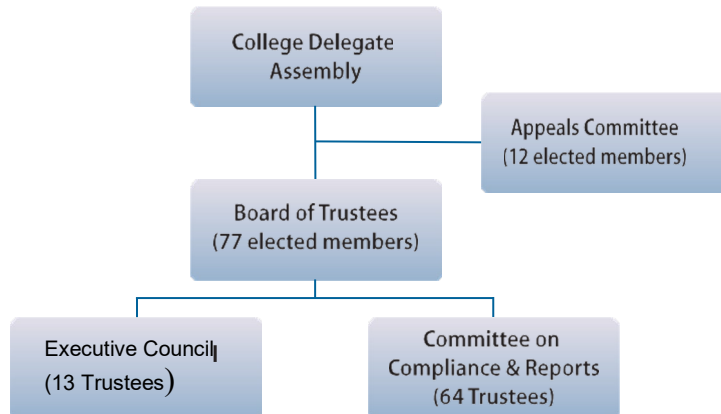 College Delegate
Assembly
Appeals Committee
(12 elected members)
Board of Trustees
(77 elected members)
Executive Council
(13 Trustees)
Committee on
Compliance & Reports
(64 Trustees)